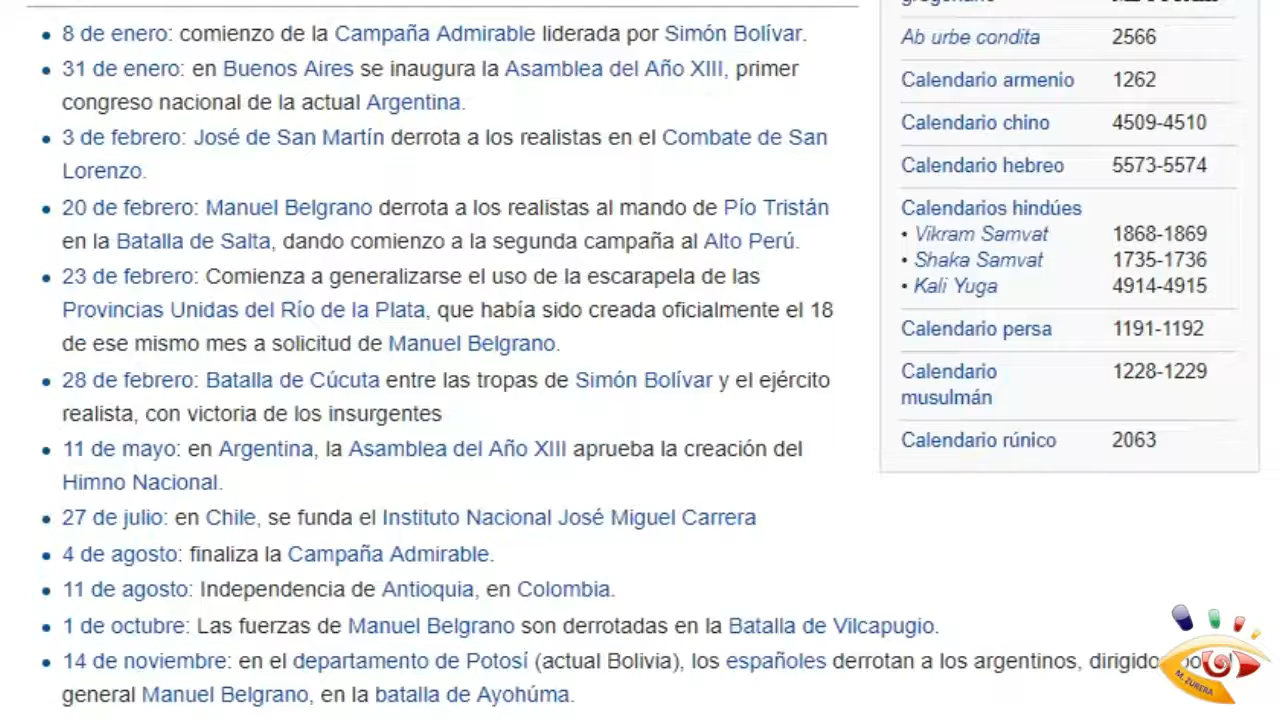 8 de enero: comienzo de la Campaña Admirable liderada por Simón Bolívar.
31 de enero: en Buenos Aires se inaugura la Asamblea del Año XIII, primer
congreso nacional de la actual Argentina.
3 de febrero: José de San Martín derrota a los realistas en el Combate de San
Lorenzo.
20 de febrero: Manuel Belgrano derrota a los realistas al mando de Pío Tristán
en la Batalla de Salta, dando comienzo a la segunda campaña al Alto Perú.
23 de febrero: Comienza a generalizarse el uso de la escarapela de las
Provincias Unidas del Río de la Plata, que había sido creada oficialmente el 18
de ese mismo mes a solicitud de Manuel Belgrano.
28 de febrero: Batalla de Cúcuta entre las tropas de Simón Bolívar y el ejército
realista, con victoria de los insurgentes
11 de mayo: en Argentina, la Asamblea del Año XIII aprueba la creación del
Himno Nacional.
27 de julio: en Chile, se funda el Instituto Nacional José Miguel Carrera
4 de agosto: finaliza la Campaña Admirable.
11 de agosto: Independencia de Antioquia, en Colombia.
1 de octubre: Las fuerzas de Manuel Belgrano son derrotadas en la Batalla de Vilcapugio.
14 de noviembre: en el departamento de Potosí (actual Bolivia), los españoles derrotan a los argentinos,
general Manuel Belgrano, en la batalla de Ayohúma.
Ab urbe condita 2566
Calendario armenio 1262
Calendario chino 4509-4510
Calendario hebreo 5573-5574
Calendarios hindúes
• Vikram Samvat 1868-1869
• Shaka Samvat 1735-1736
• Kali Yuga 4914-4915
Calendario persa 1191-1192
Calendario 1228-1229
musulmán
Calendario rúnico 2063
M. ZURERA